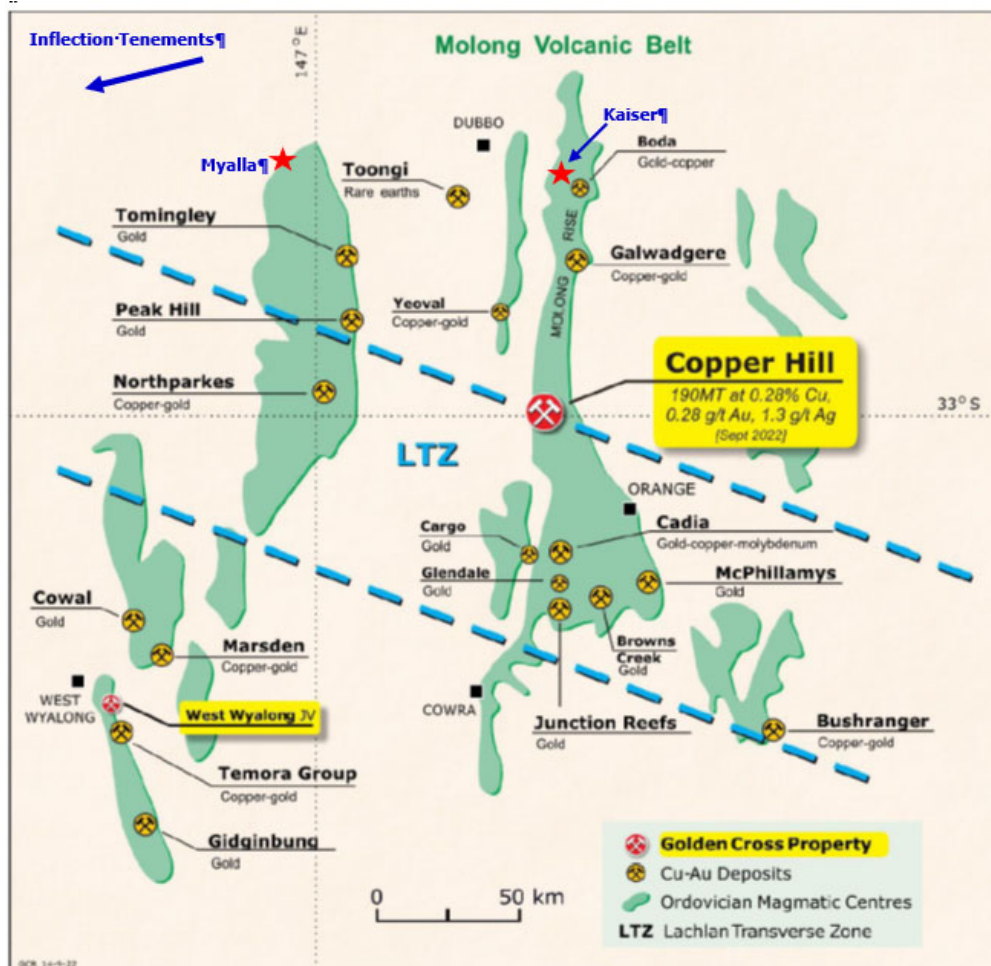 Inflection·Tenements¶
147°E
Molong Volcanic Belt
Kaiser¶
DUBBO
Boda
Gold-copper
Myalla¶
Toongi
Rare earths
RISE
MOLONG
Tomingley
Gold
Galwadgere
Copper-gold
Peak Hill
Gold
Yeoval
Copper-gold
Northparkes
Copper-gold
Copper Hill
190MT at 0.28% Cu,
0.28 g/t Au, 1.3 g/t Ag
[Sept 2022]
33°S
LTZ
ORANGE
Cargo
Gold
Cadia
Gold-copper-molybdenum
Glendale
Gold
McPhillamys
Gold
Cowal
Gold
Browns
Creek
Gold
Marsden
Copper-gold
WEST
WYALONG
West Wyalong JV
COWRA
Junction Reefs
Gold
Bushranger
Copper-gold
Temora Group
Copper-gold
Gidginbung
Gold
0 50 km
Golden Cross Property
Cu-Au Deposits
Ordovician Magmatic Centres
LTZ Lachlan Transverse Zone